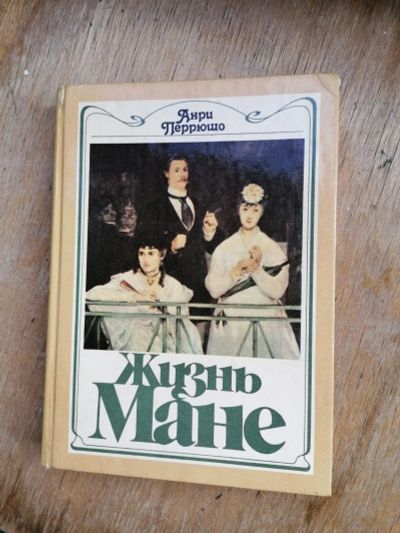 Анри
Перрюшо
Жизнь
Мане